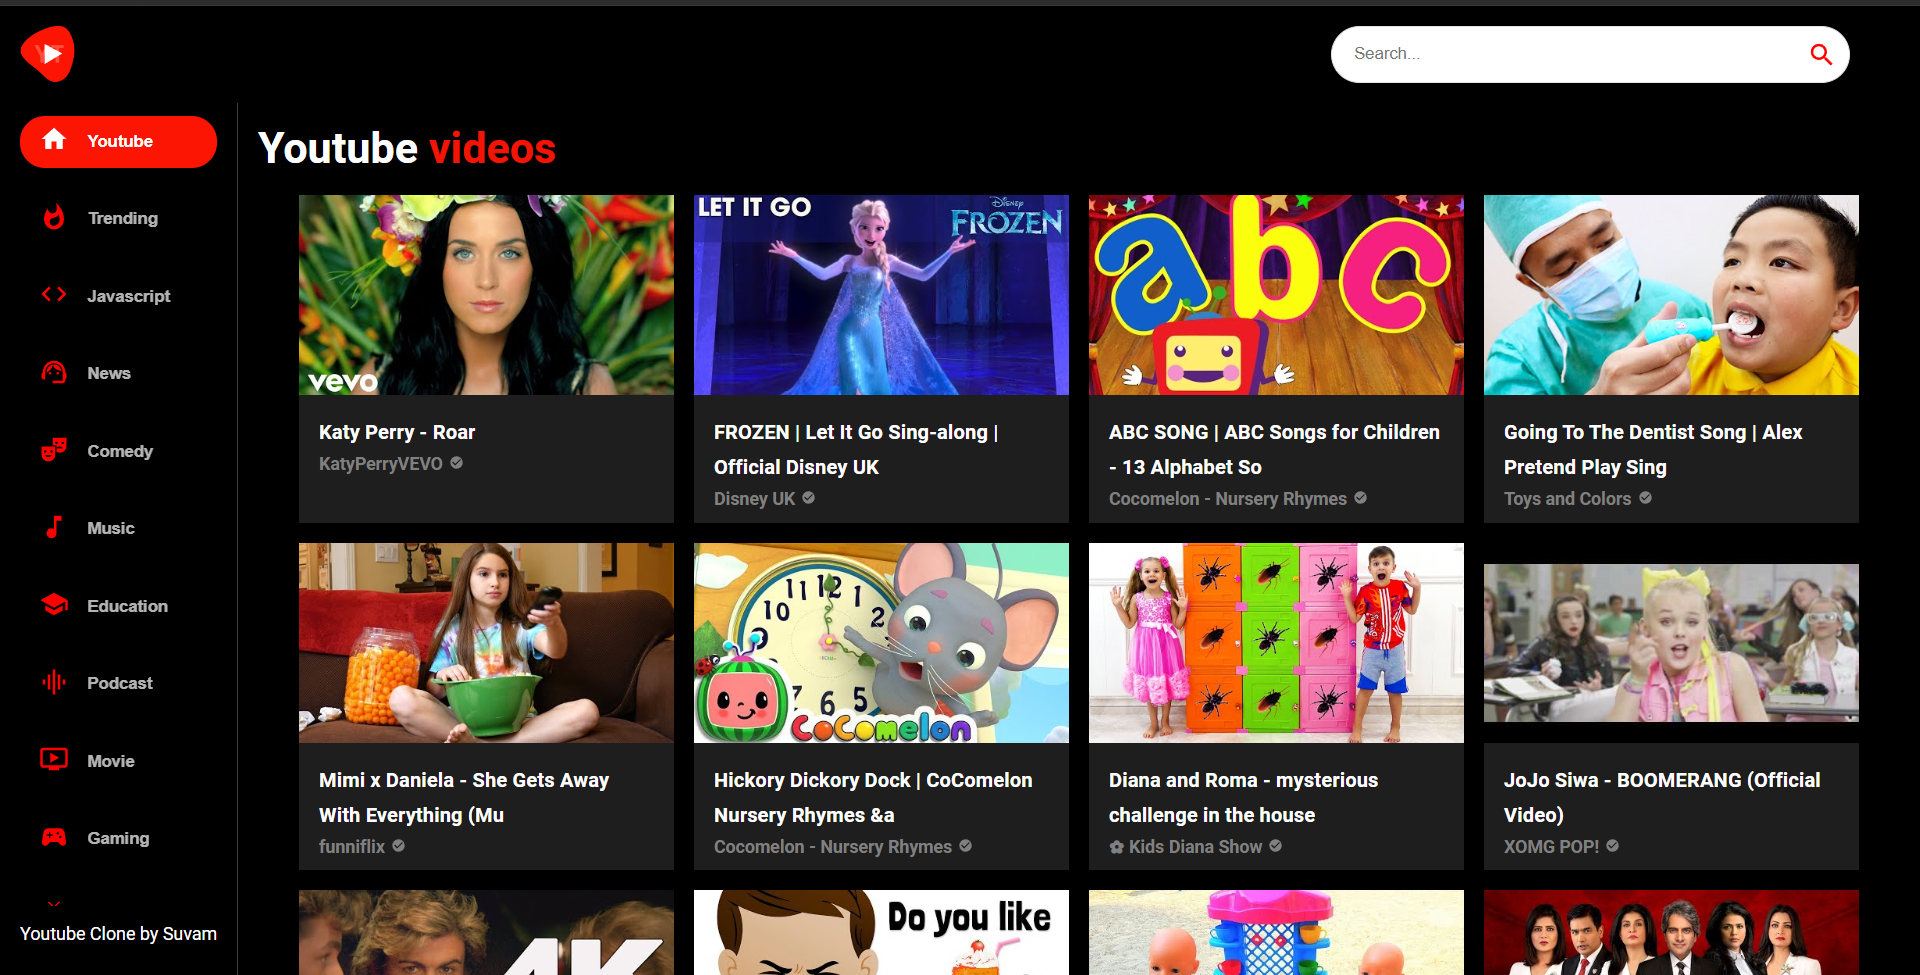 YT
Search...
Youtube
Trending
Javascript
News
Comedy
Music
Education
Podcast
Movie
Gaming
Youtube Clone by Suvam
Youtube videos
vevo
Katy Perry - Roar
KatyPerryVEVO
LET IT GO
Disney
FROZEN
FROZEN | Let It Go Sing-along |
Official Disney UK
Disney UK
abc
ABC SONG | ABC Songs for Children
- 13 Alphabet So
Cocomelon - Nursery Rhymes
Going To The Dentist Song | Alex
Pretend Play Sing
Toys and Colors
Mimi x Daniela - She Gets Away
With Everything (Mu
funniflix
11 12 1
10 2
7 6 5
CoComelon
Hickory Dickory Dock | CoComelon
Nursery Rhymes &a
Cocomelon - Nursery Rhymes
Diana and Roma - mysterious
challenge in the house
✿ Kids Diana Show
JoJo Siwa - BOOMERANG (Official
Video)
XOMG POP!
4K
Do you like